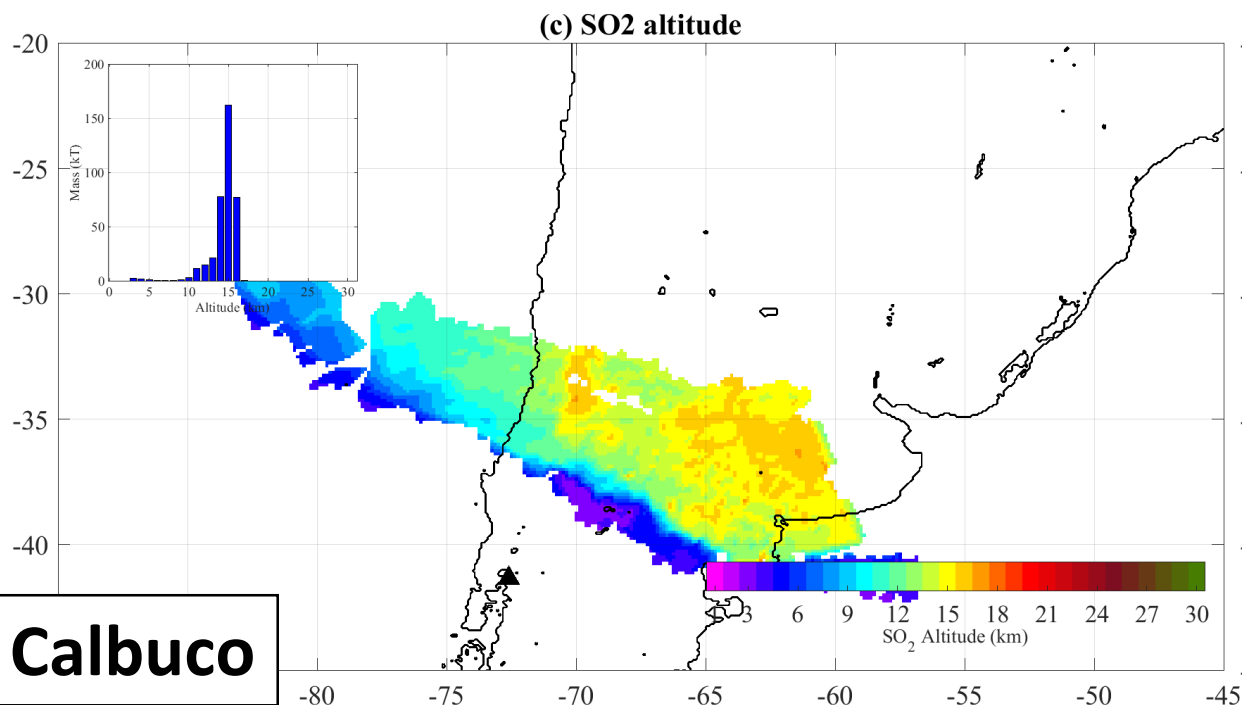 (c) SO2 altitude
-20
-25
-30
-35
-40
200
150
100
50
0
Mass (kT)
0 5 10 15 20 25 30
Altitude (km)
3 6 9 12 15 18 21 24 27 30
SO2 Altitude (km)
Calbuco
-80 -75 -70 -65 -60 -55 -50 -45